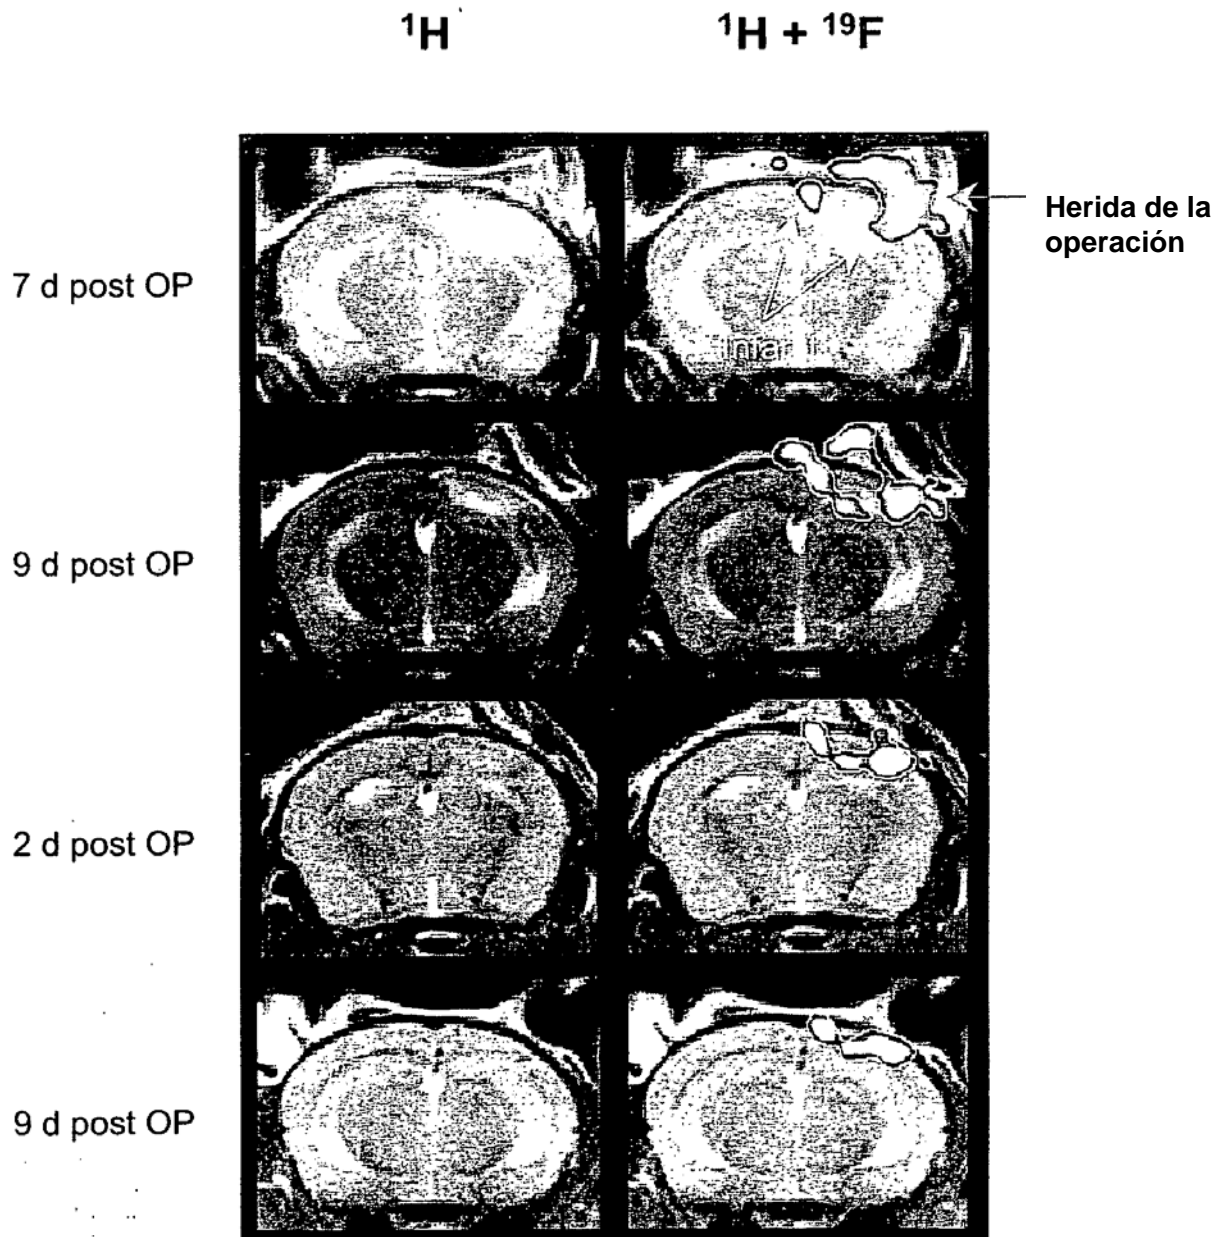 ¹H
¹H + ¹⁹F
7 d post OP
Herida de la
operación
9 d post OP
2 d post OP
9 d post OP